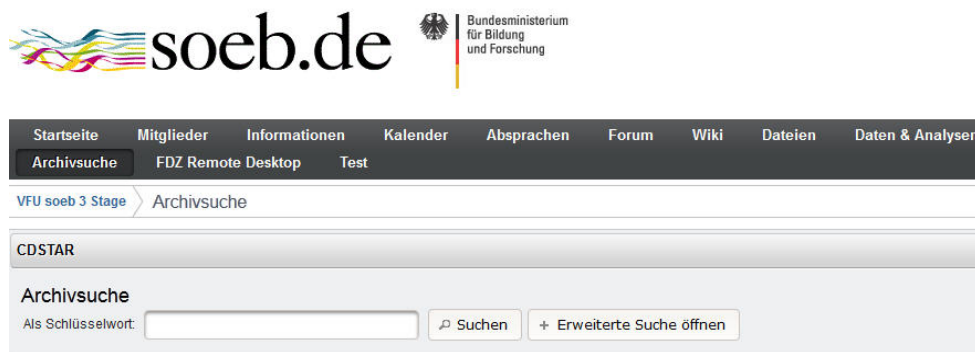 soeb.de
Bundesministerium
für Bildung
und Forschung
Startseite Mitglieder Informationen Kalender Absprachen Forum Wiki Dateien Daten & Analysen
Archivsuche FDZ Remote Desktop Test
VFU soeb 3 Stage Archivsuche
CDSTAR
Archivsuche
Als Schlüsselwort: Suchen + Erweiterte Suche öffnen